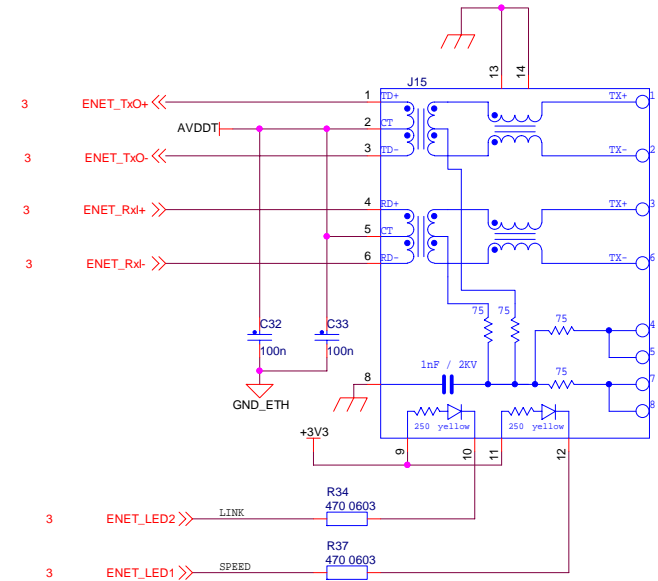 13
14
J15
3 ENET_TxO+ 1 TD+ TX+ 1
AVDDT 2 CT
3 ENET_TxO- 3 TD- TX- 2
3 ENET_RxI+ 4 RD+ TX+ 3
5 CT
3 ENET_RxI- 6 RD- TX- 6
75 75 75 4
C32 C33
100n 100n 5
1nF / 2KV 75
8 7
GND_ETH 8
250 yellow 250 yellow
+3V3
9 10 11 12
R34
470 0603
3 ENET_LED2 LINK
R37
470 0603
3 ENET_LED1 SPEED